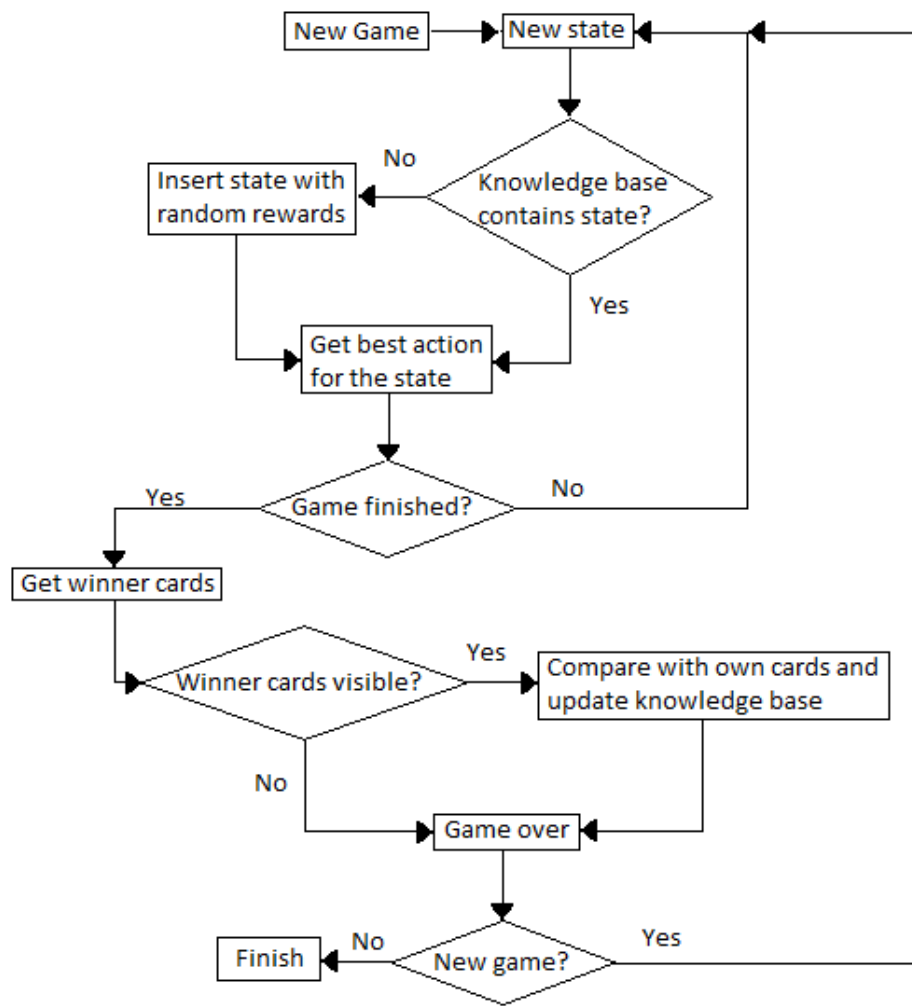 New Game
New state
No
Knowledge base
contains state?
Insert state with
random rewards
Yes
Get best action
for the state
Yes
Game finished?
No
Get winner cards
Winner cards visible?
Yes
Compare with own cards and
update knowledge base
No
Game over
No
Yes
Finish
New game?